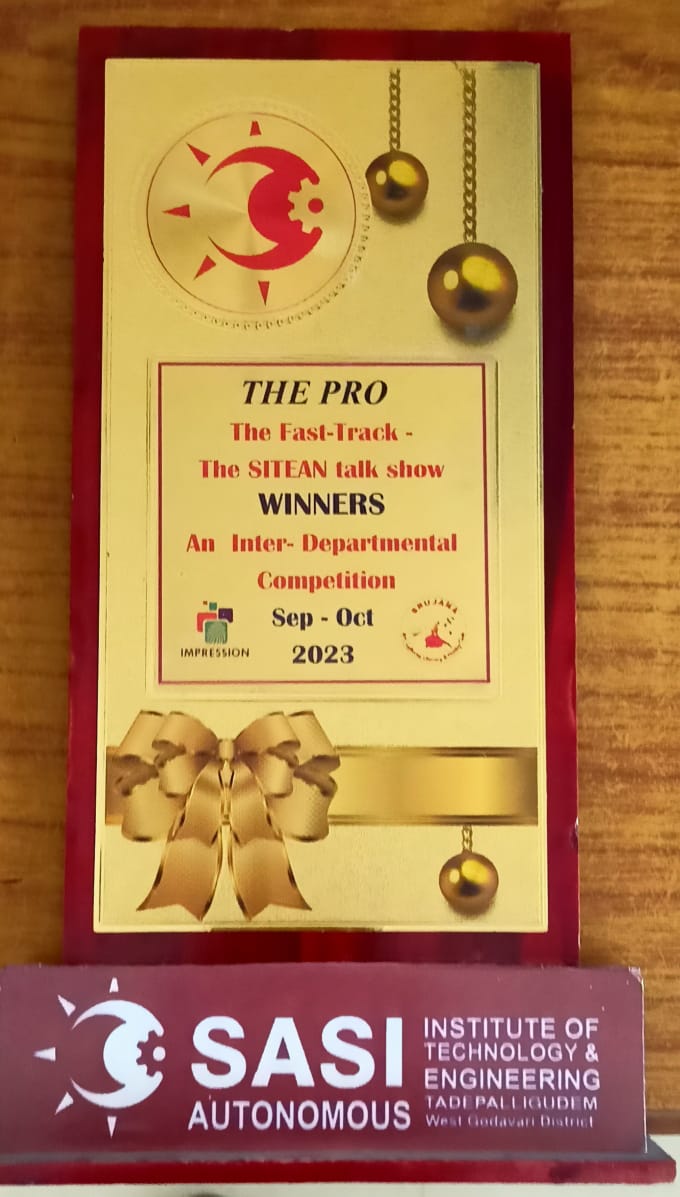 THE PRO
The Fast-Track -
The SITEAN talk show
WINNERS
An Inter- Departmental
Competition
Sep - Oct
2023
IMPRESSION
SRUJANA
SASI
AUTONOMOUS
INSTITUTE OF
TECHNOLOGY &
ENGINEERING
TADEPALLIGUDEM
West Godavari District